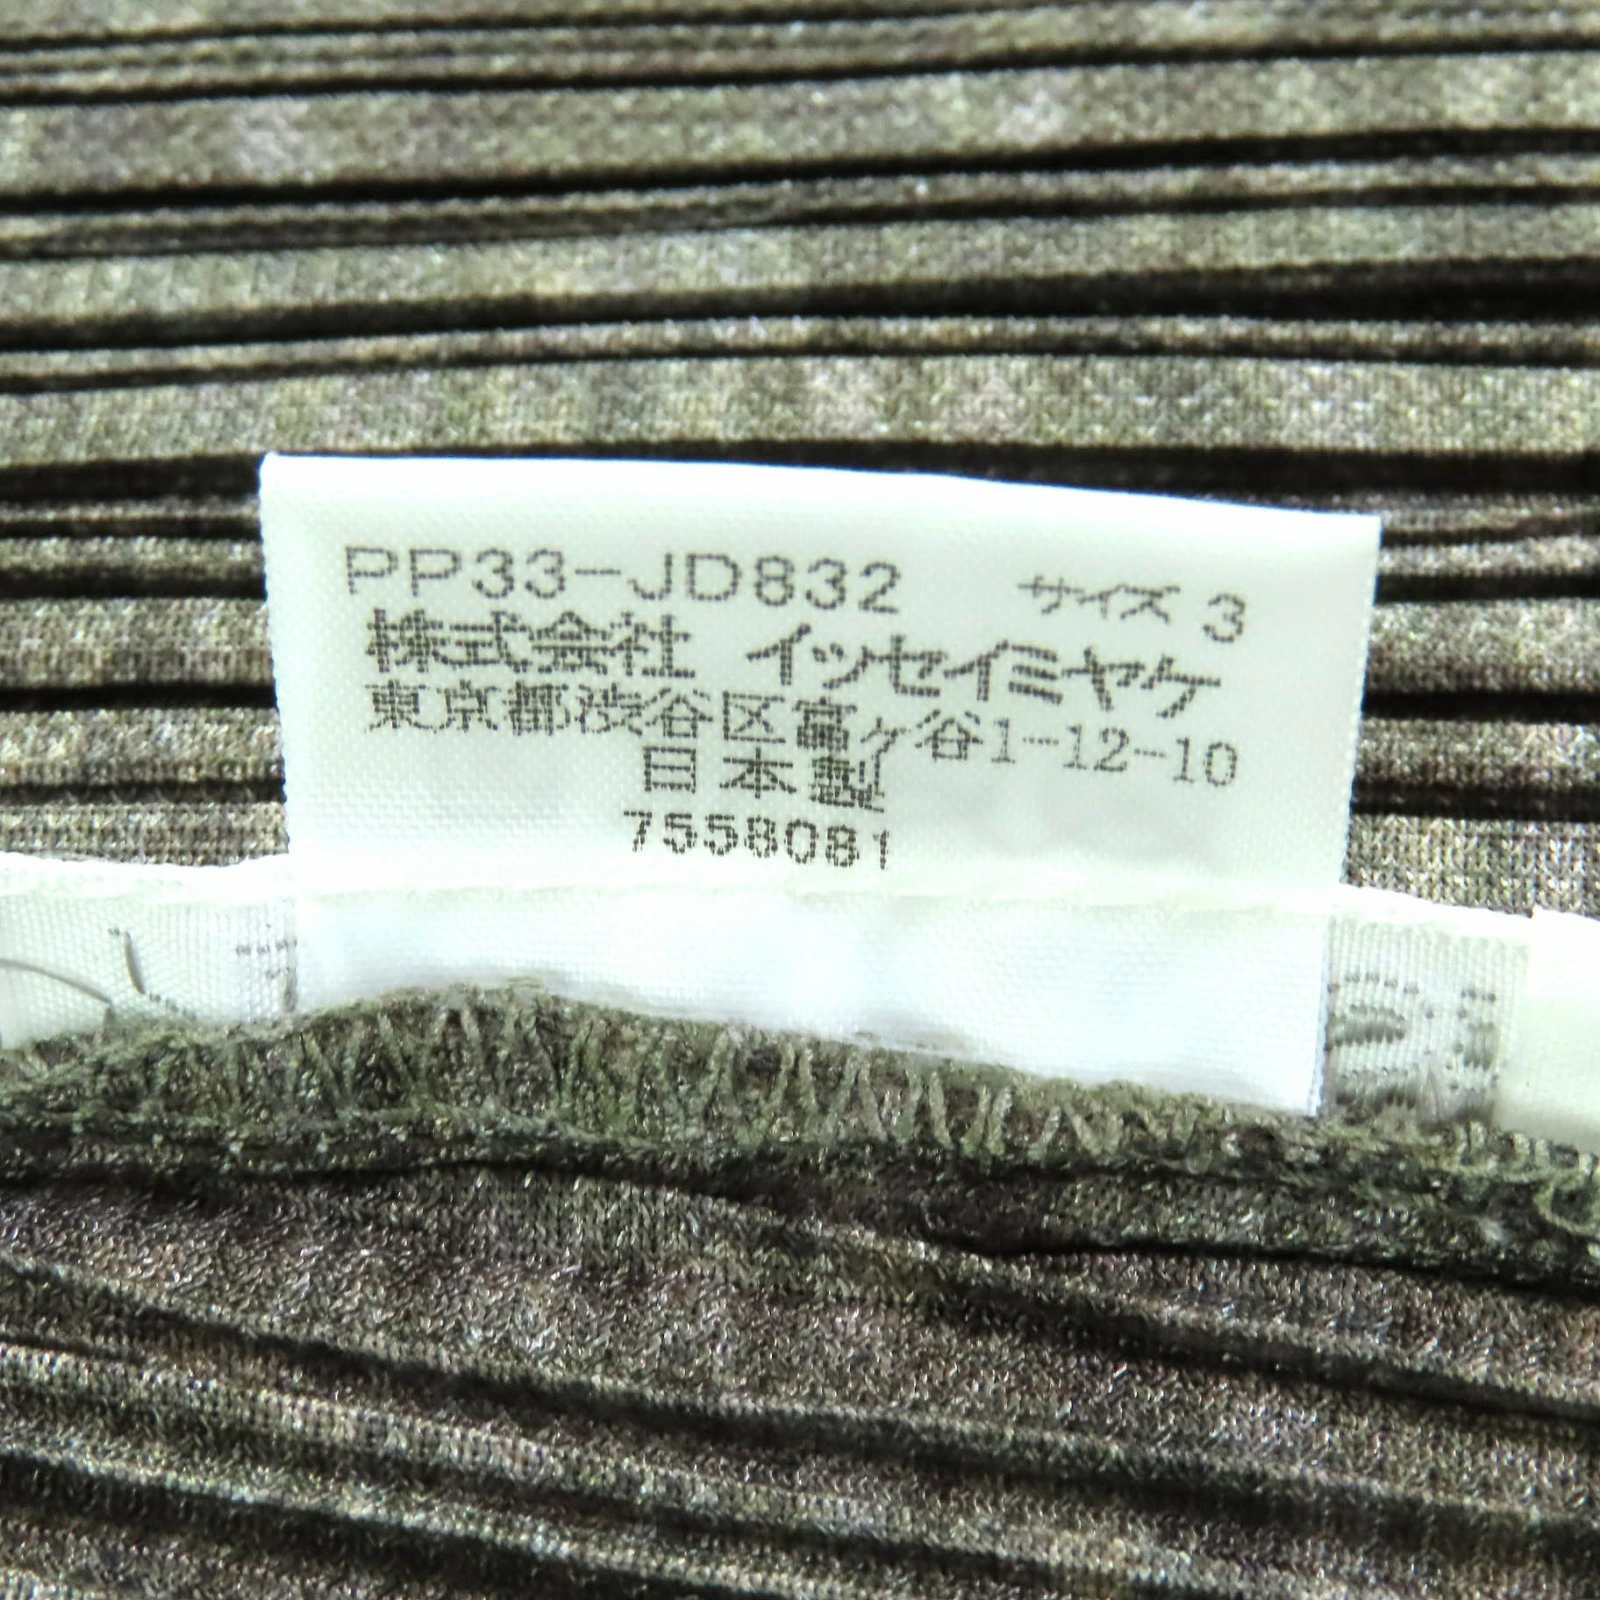 PP33-JD832 サイズ 3
株式会社 イッセイミヤケ
東京都渋谷区富ヶ谷1-12-10
日本製
7558081